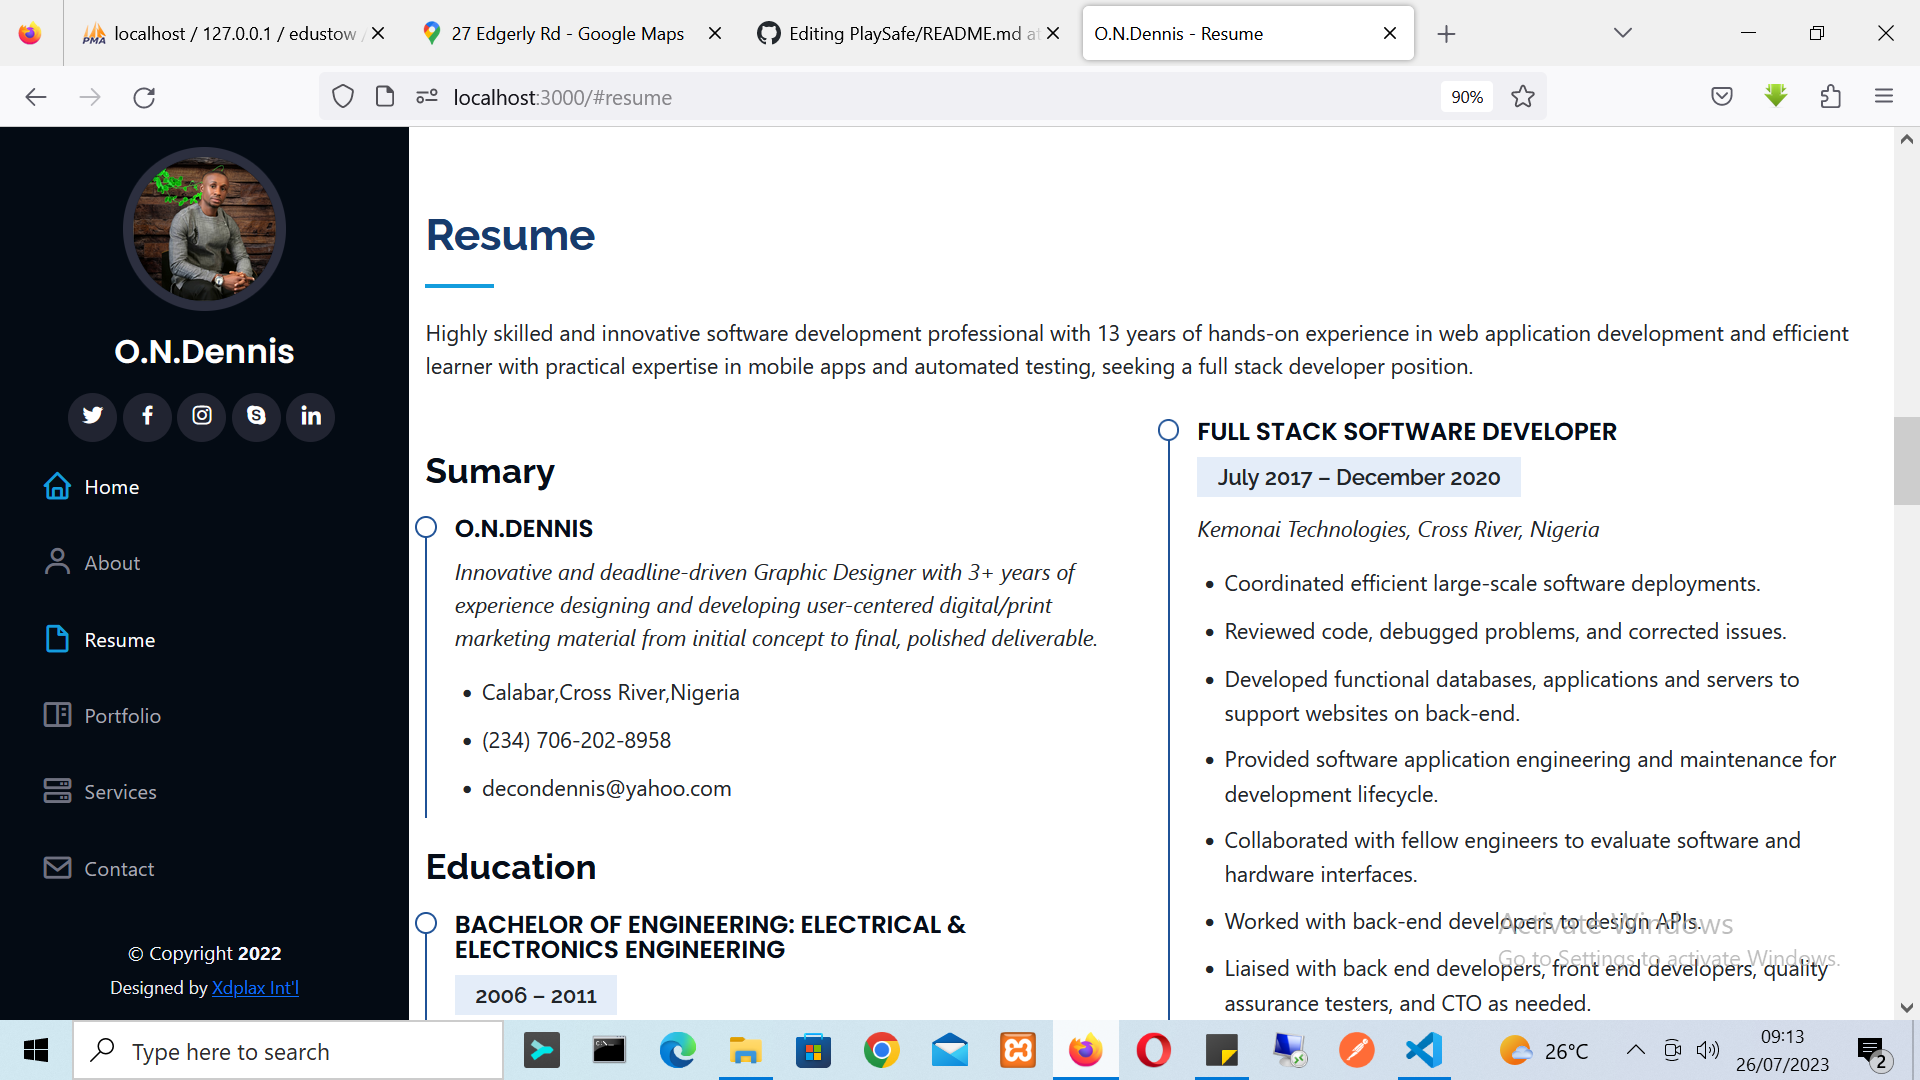 localhost / 127.0.0.1 / edustow /
27 Edgerly Rd - Google Maps
Editing PlaySafe/README.md at
O.N.Dennis - Resume
localhost:3000/#resume
90%
O.N.Dennis
Home
About
Resume
Portfolio
Services
Contact
© Copyright 2022
Designed by Xdplax Int'l
Resume
Highly skilled and innovative software development professional with 13 years of hands-on experience in web application development and efficient
learner with practical expertise in mobile apps and automated testing, seeking a full stack developer position.
Sumary
O.N.DENNIS
Innovative and deadline-driven Graphic Designer with 3+ years of
experience designing and developing user-centered digital/print
marketing material from initial concept to final, polished deliverable.
Calabar,Cross River,Nigeria
(234) 706-202-8958
decondennis@yahoo.com
Education
BACHELOR OF ENGINEERING: ELECTRICAL &
ELECTRONICS ENGINEERING
2006 – 2011
FULL STACK SOFTWARE DEVELOPER
July 2017 – December 2020
Kemonai Technologies, Cross River, Nigeria
Coordinated efficient large-scale software deployments.
Reviewed code, debugged problems, and corrected issues.
Developed functional databases, applications and servers to
support websites on back-end.
Provided software application engineering and maintenance for
development lifecycle.
Collaborated with fellow engineers to evaluate software and
hardware interfaces.
Worked with back-end developers to design APIs.
Liaised with back end developers, front end developers, quality
assurance testers, and CTO as needed.
Activate Windows
Go to Settings to activate Windows.
Type here to search
26°C
09:13
26/07/2023
2